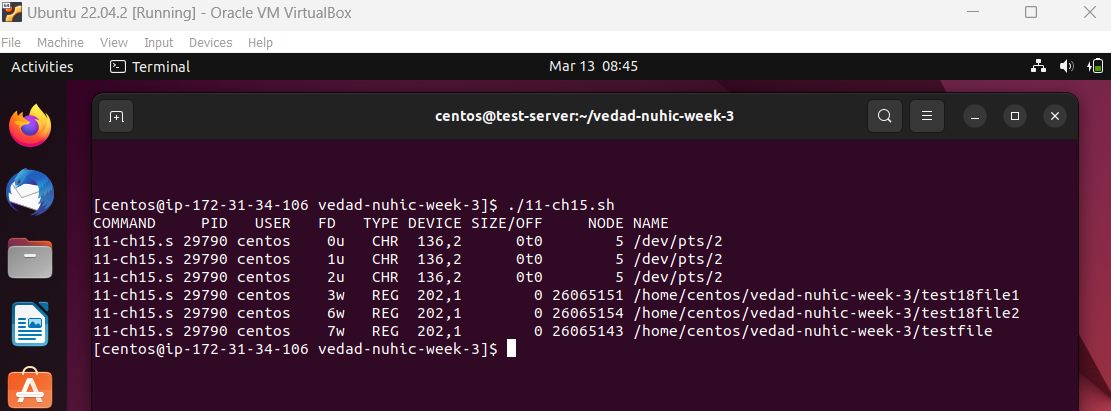 Ubuntu 22.04.2 [Running] - Oracle VM VirtualBox
File Machine View Input Devices Help
Activities Terminal Mar 13 08:45
centos@test-server:~/vedad-nuhic-week-3
[centos@ip-172-31-34-106 vedad-nuhic-week-3]$ ./11-ch15.sh
COMMAND     PID   USER   FD   TYPE DEVICE SIZE/OFF     NODE NAME
11-ch15.s 29790 centos    0u   CHR  136,2      0t0        5 /dev/pts/2
11-ch15.s 29790 centos    1u   CHR  136,2      0t0        5 /dev/pts/2
11-ch15.s 29790 centos    2u   CHR  136,2      0t0        5 /dev/pts/2
11-ch15.s 29790 centos    3w   REG  202,1        0 26065151 /home/centos/vedad-nuhic-week-3/test18file1
11-ch15.s 29790 centos    6w   REG  202,1        0 26065154 /home/centos/vedad-nuhic-week-3/test18file2
11-ch15.s 29790 centos    7w   REG  202,1        0 26065143 /home/centos/vedad-nuhic-week-3/testfile
[centos@ip-172-31-34-106 vedad-nuhic-week-3]$